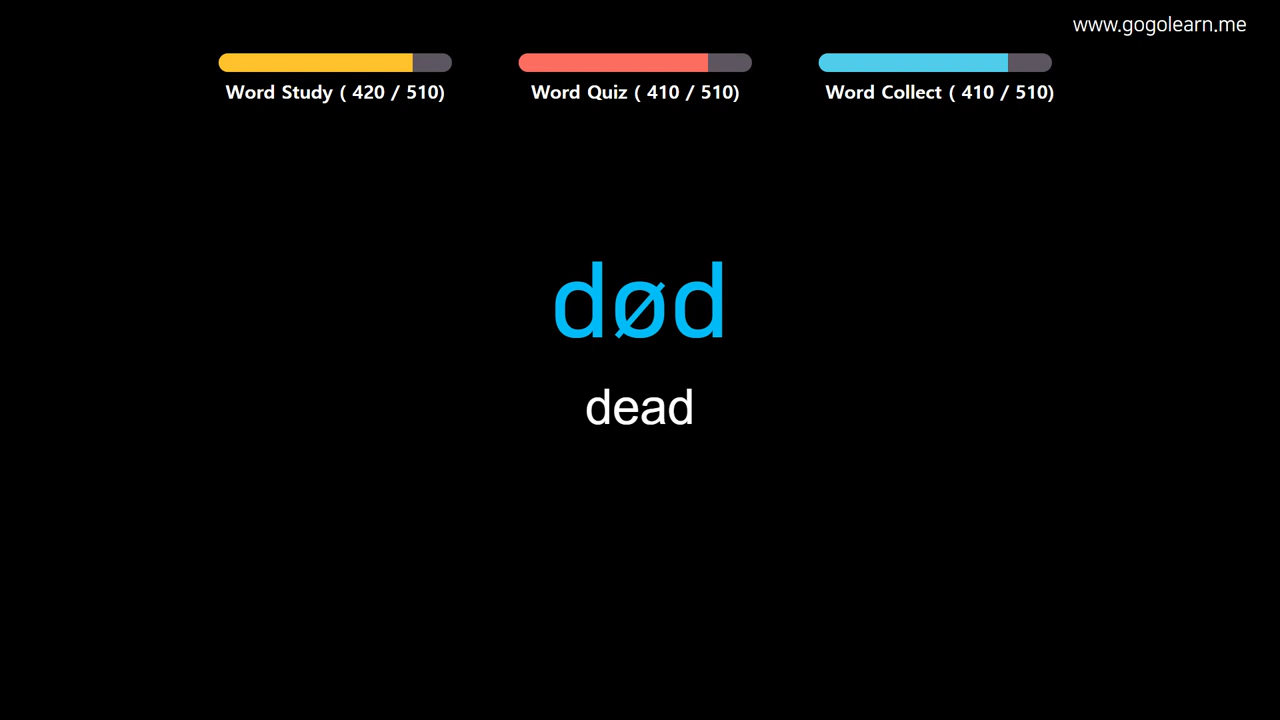 www.gogolearn.me
Word Study ( 420 / 510)
Word Quiz ( 410 / 510)
Word Collect ( 410 / 510)
død
dead